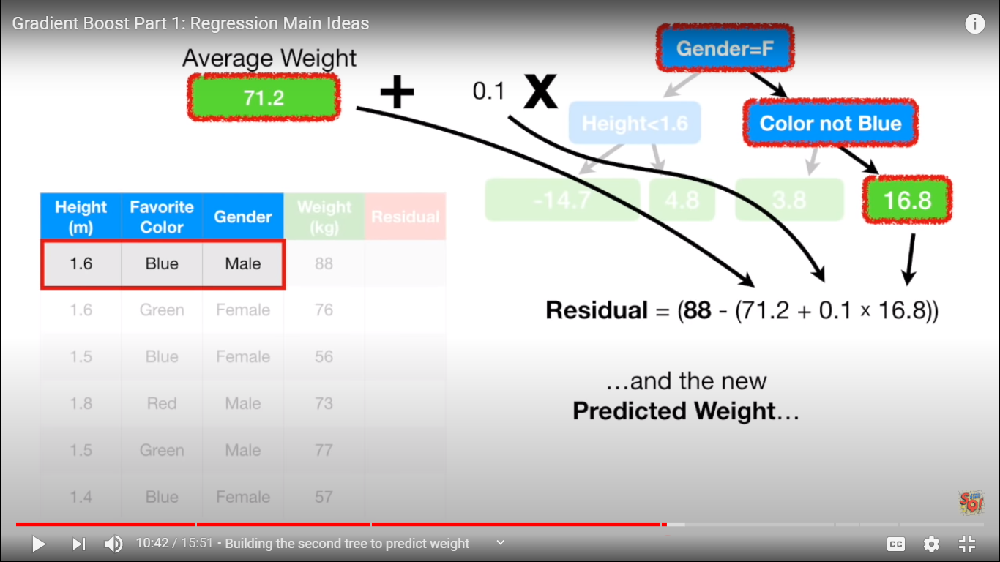 Gradient Boost Part 1: Regression Main Ideas
Average Weight
71.2
+
0.1
X
Gender=F
Height<1.6
Color not Blue
-14.7
4.8
3.8
16.8
Height (m) Favorite Color Gender Weight (kg) Residual
1.6 Blue Male 88
1.6 Green Female 76
1.5 Blue Female 56
1.8 Red Male 73
1.5 Green Male 77
1.4 Blue Female 57
Residual = (88 - (71.2 + 0.1 x 16.8))
…and the new
Predicted Weight…
SQ!
10:42 / 15:51 • Building the second tree to predict weight
CC